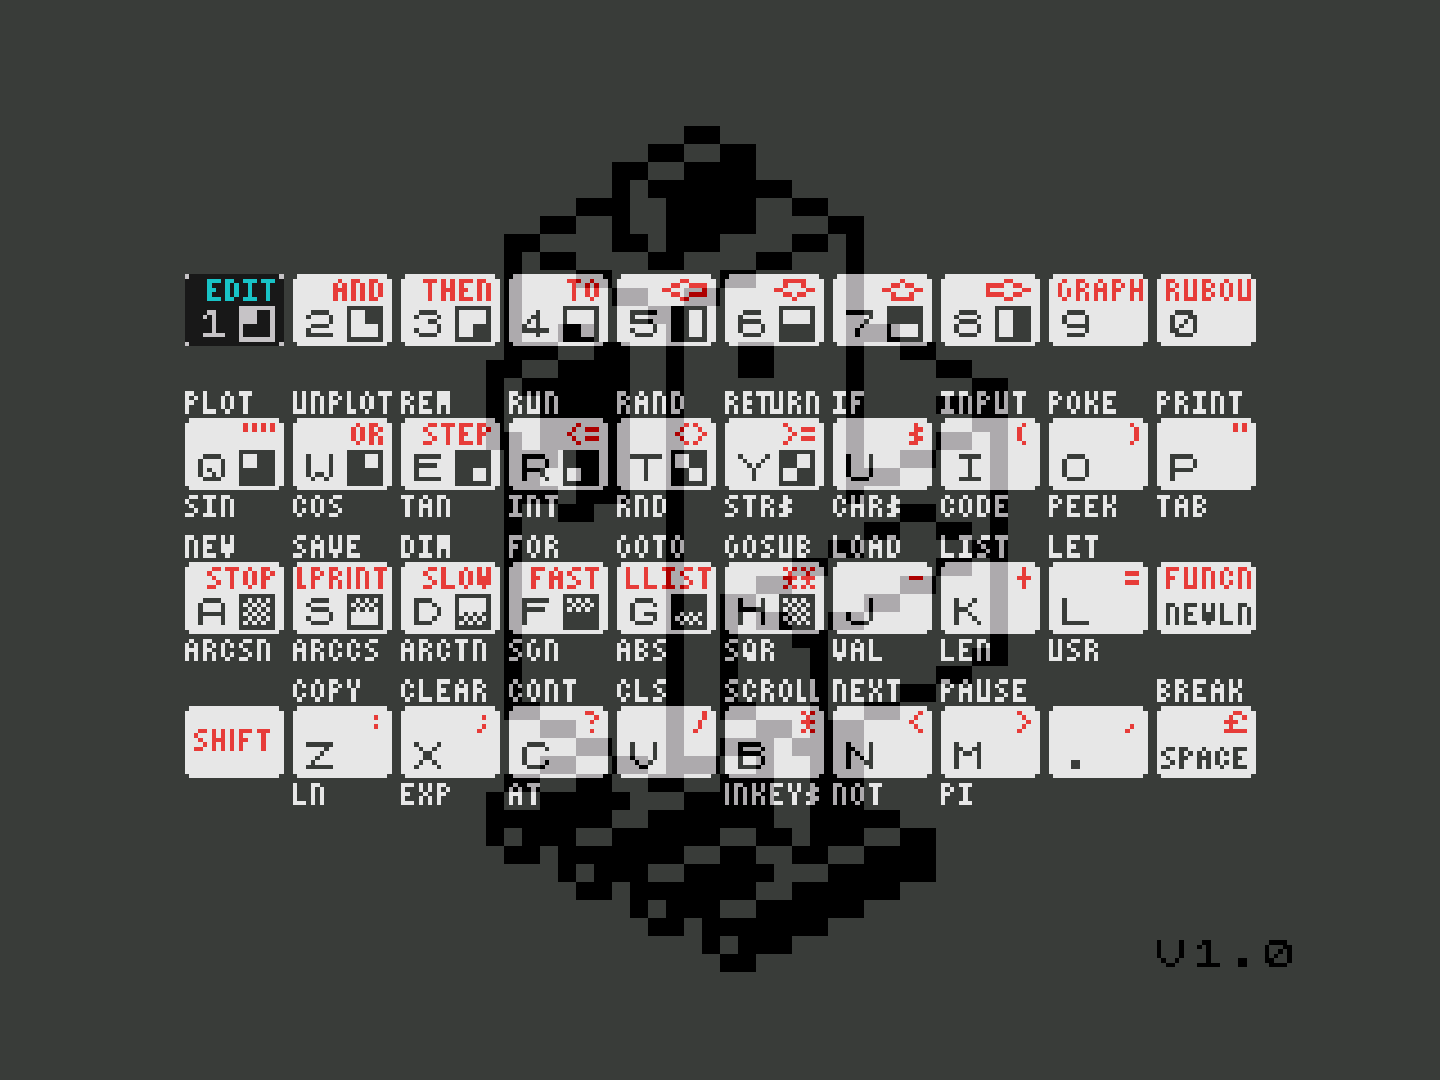 EDIT AND THEN TO GRAPH RUBOU
1 2 3 4 5 6 7 8 9 0
PLOT UNPLOT REM RUN RAND RETURN IF INPUT POKE PRINT
"" OR STEP <= <> >= $ ( ) "
Q W E R T Y U I O P
SIN COS TAN INT RND STR$ CHR$ CODE PEEK TAB
NEW SAVE DIM FOR GOTO GOSUB LOAD LIST LET
STOP LPRINT SLOW FAST LLIST ** - + = FUNCN
A S D F G H J K L NEWLN
ARCSN ARCCS ARCTN SGN ABS SQR VAL LEN USR
COPY CLEAR CONT CLS SCROLL NEXT PAUSE BREAK
: ; ? / * < > , £
SHIFT Z X C V B N M . SPACE
LN EXP AT INKEY$ NOT PI
V1.0